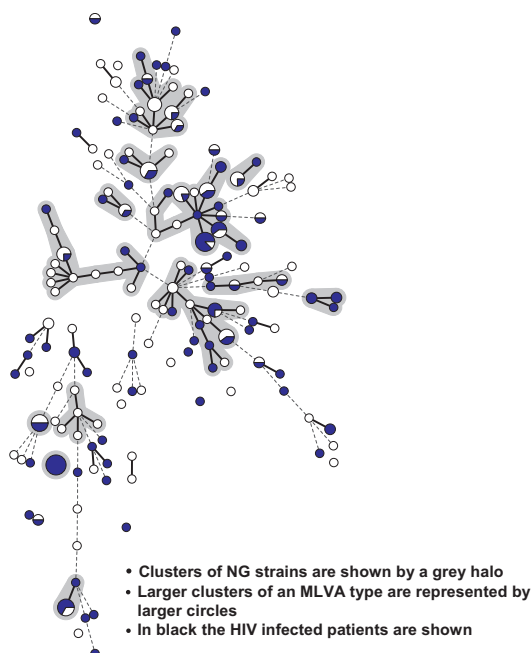 • Clusters of NG strains are shown by a grey halo
• Larger clusters of an MLVA type are represented by
larger circles
• In black the HIV infected patients are shown